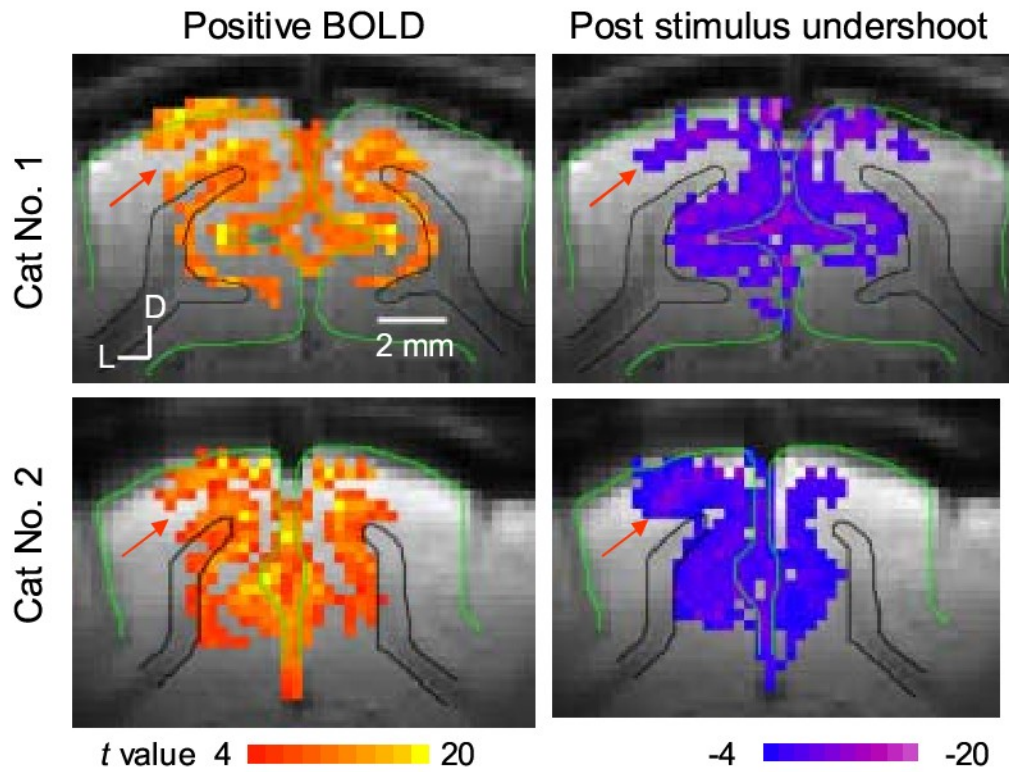 Positive BOLD
Post stimulus undershoot
Cat No. 1
D
L
2 mm
Cat No. 2
t value 4 20
-4 -20